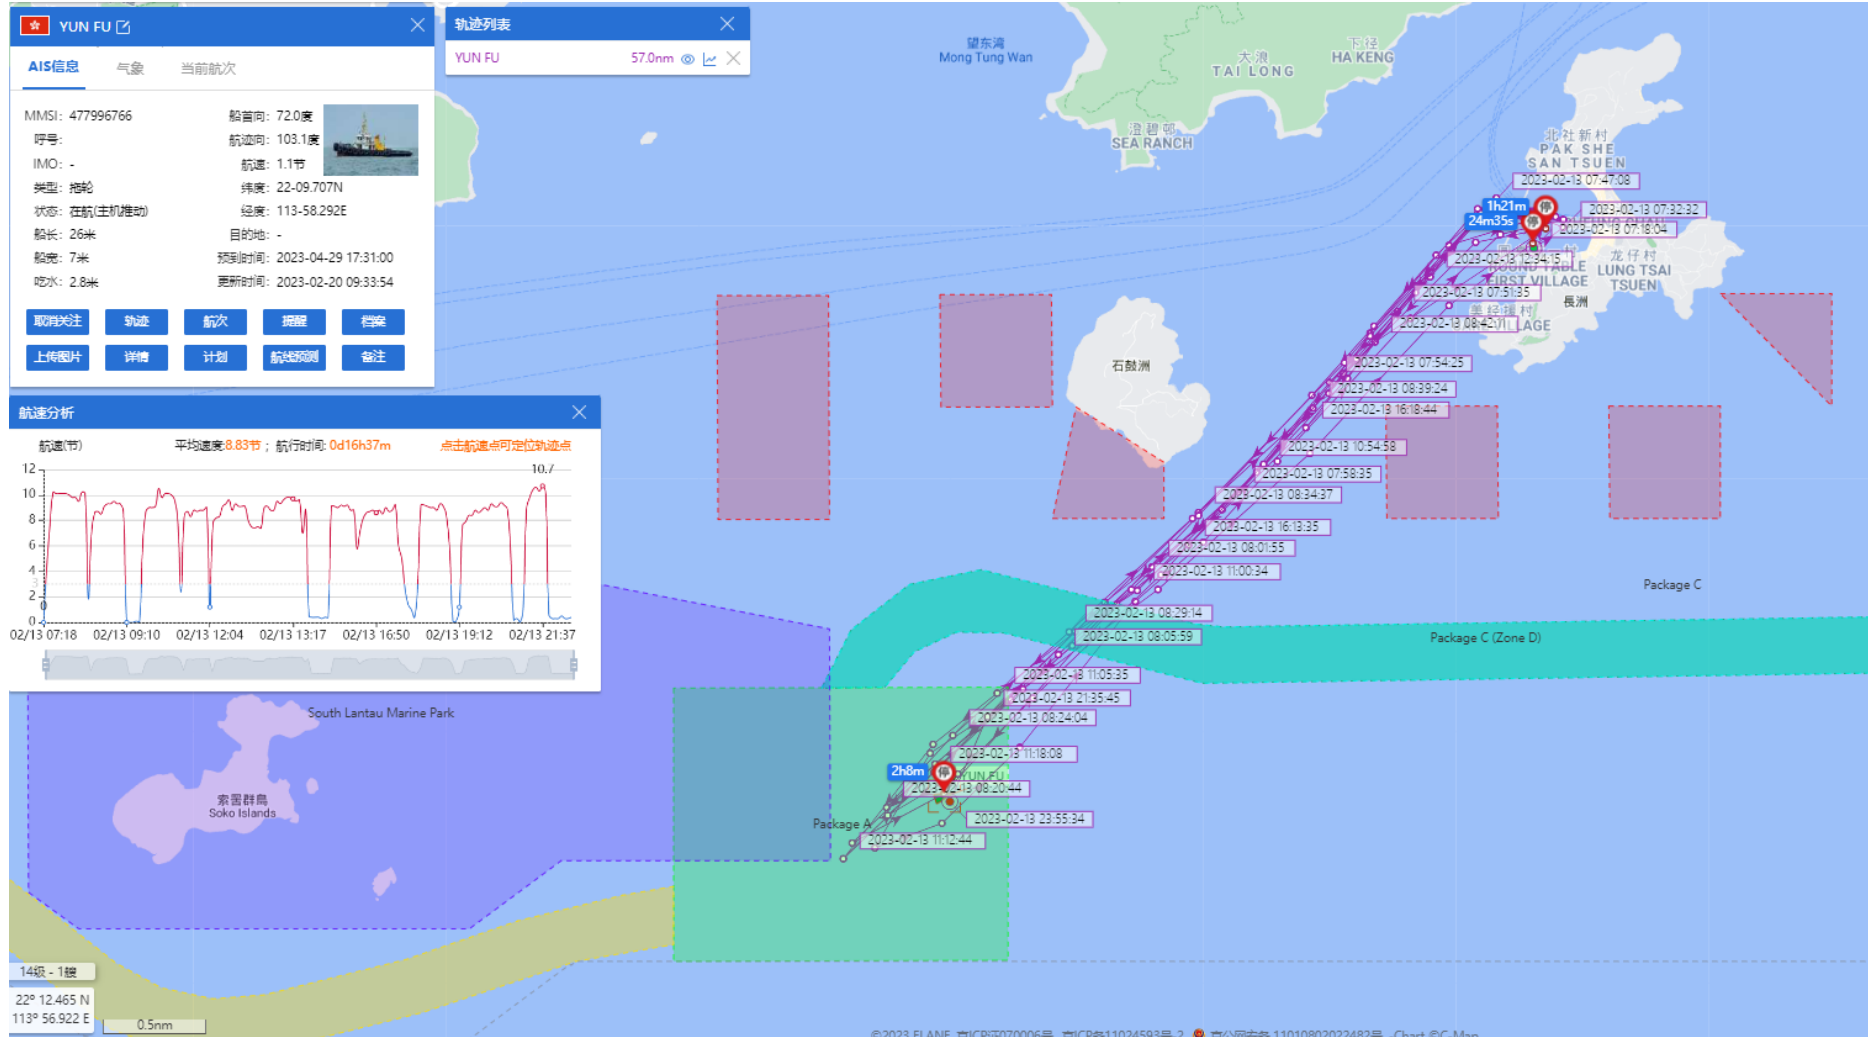 YUN FU
AIS信息
气象
当前航次
MMSI: 477996766
船首向: 72.0度
呼号:
航迹向: 103.1度
IMO: -
航速: 1.1节
类型: 拖轮
纬度: 22-09.707N
状态: 在航(主机推动)
经度: 113-58.292E
船长: 26米
目的地: -
船宽: 7米
预到时间: 2023-04-29 17:31:00
吃水: 2.8米
更新时间: 2023-02-20 09:33:54
取消关注
轨迹
航次
提醒
档案
上传图片
详情
计划
航线预测
备注
轨迹列表
YUN FU
57.0nm
航速分析
航速(节)
平均速度:8.83节 ; 航行时间: 0d16h37m
点击航速点可定位轨迹点
10.7
12
10
8
6
4
3
2
0
0
02/13 07:18
02/13 09:10
02/13 12:04
02/13 13:17
02/13 16:50
02/13 19:12
02/13 21:37
望东湾
Mong Tung Wan
大浪
TAI LONG
下径
HA KENG
澄碧邨
SEA RANCH
北社新村
PAK SHE
SAN TSUEN
2023-02-13 07:47:08
1h21m
停
2023-02-13 07:32:32
24m35s
停
2023-02-13 07:18:04
2023-02-13 12:34:15
ROUND TABLE
FIRST VILLAGE
龙仔村
LUNG TSAI
TSUEN
長洲
2023-02-13 07:51:35
美经援村
VILLAGE
2023-02-13 08:42:11
石鼓洲
2023-02-13 07:54:25
2023-02-13 08:39:24
2023-02-13 16:18:44
2023-02-13 10:54:58
2023-02-13 07:58:35
2023-02-13 08:34:37
2023-02-13 16:13:35
2023-02-13 08:01:55
2023-02-13 11:00:34
Package C
2023-02-13 08:29:14
2023-02-13 08:05:59
Package C (Zone D)
2023-02-13 11:05:35
2023-02-13 21:35:45
2023-02-13 08:24:04
South Lantau Marine Park
2023-02-13 11:18:08
2h8m
停
YUN FU
2023-02-13 08:20:44
索罟群島
Soko Islands
Package A
2023-02-13 23:55:34
2023-02-13 11:12:44
14级 - 1艘
22° 12.465 N
113° 56.922 E
0.5nm